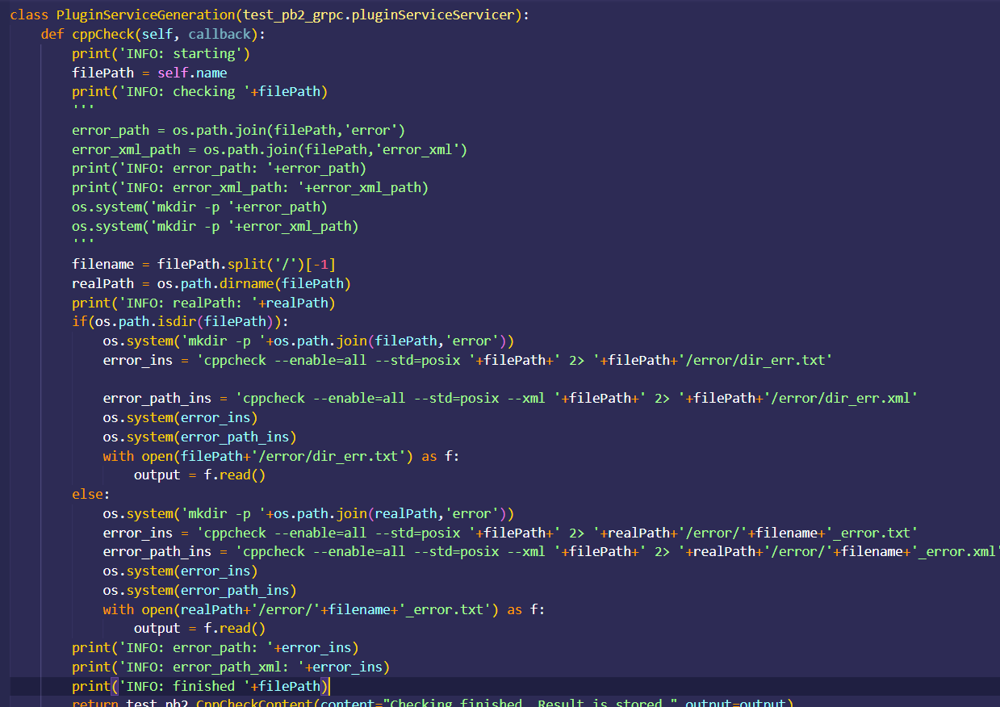 class PluginServiceGeneration(test_pb2_grpc.pluginServiceServicer):
    def cppCheck(self, callback):
        print('INFO: starting')
        filePath = self.name
        print('INFO: checking '+filePath)
        '''
        error_path = os.path.join(filePath,'error')
        error_xml_path = os.path.join(filePath,'error_xml')
        print('INFO: error_path: '+error_path)
        print('INFO: error_xml_path: '+error_xml_path)
        os.system('mkdir -p '+error_path)
        os.system('mkdir -p '+error_xml_path)
        '''
        filename = filePath.split('/')[-1]
        realPath = os.path.dirname(filePath)
        print('INFO: realPath: '+realPath)
        if(os.path.isdir(filePath)):
            os.system('mkdir -p '+os.path.join(filePath,'error'))
            error_ins = 'cppcheck --enable=all --std=posix '+filePath+' 2> '+filePath+'/error/dir_err.txt'
            error_path_ins = 'cppcheck --enable=all --std=posix --xml '+filePath+' 2> '+filePath+'/error/dir_err.xml'
            os.system(error_ins)
            os.system(error_path_ins)
            with open(filePath+'/error/dir_err.txt') as f:
                output = f.read()
        else:
            os.system('mkdir -p '+os.path.join(realPath,'error'))
            error_ins = 'cppcheck --enable=all --std=posix '+filePath+' 2> '+realPath+'/error/'+filename+'_error.txt'
            error_path_ins = 'cppcheck --enable=all --std=posix --xml '+filePath+' 2> '+realPath+'/error/'+filename+'_error.xml'
            os.system(error_ins)
            os.system(error_path_ins)
            with open(realPath+'/error/'+filename+'_error.txt') as f:
                output = f.read()
        print('INFO: error_path: '+error_ins)
        print('INFO: error_path_xml: '+error_ins)
        print('INFO: finished '+filePath)
        return test_pb2.CppCheckContent(content="Checking finished. Result is stored.", output=output)